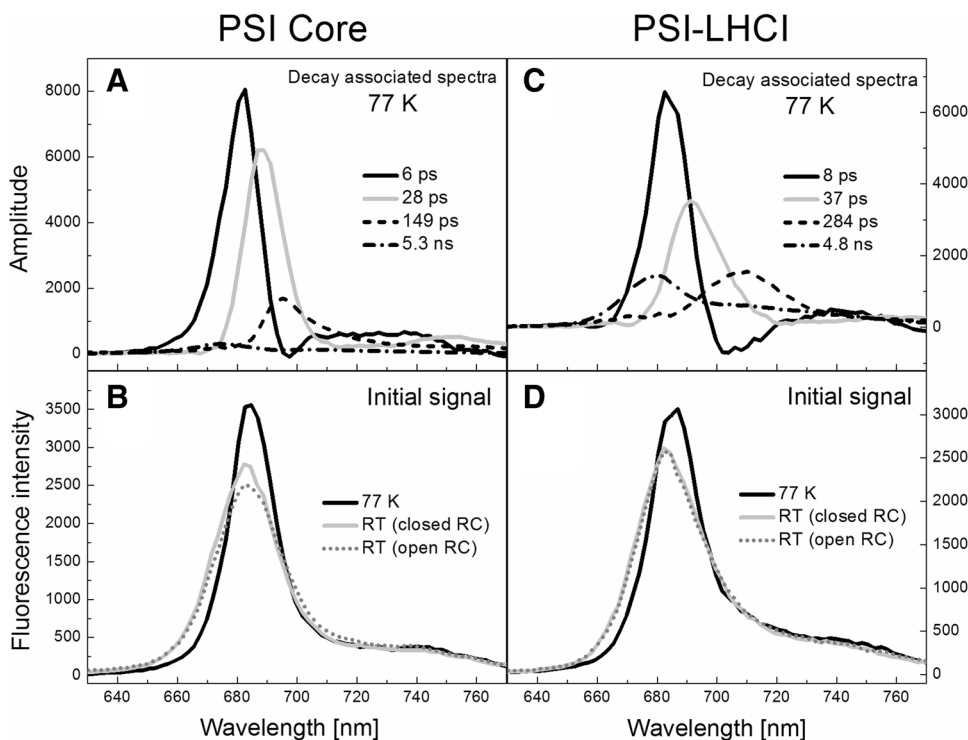 PSI Core
PSI-LHCI
A
Decay associated spectra
77 K
6 ps
28 ps
149 ps
5.3 ns
Amplitude
8000
6000
4000
2000
0
C
Decay associated spectra
77 K
8 ps
37 ps
284 ps
4.8 ns
6000
4000
2000
0
B
Initial signal
77 K
RT (closed RC)
RT (open RC)
Fluorescence intensity
3500
3000
2500
2000
1500
1000
500
0
640 660 680 700 720 740 760
Wavelength [nm]
D
Initial signal
77 K
RT (closed RC)
RT (open RC)
3000
2500
2000
1500
1000
500
0
640 660 680 700 720 740 760
Wavelength [nm]